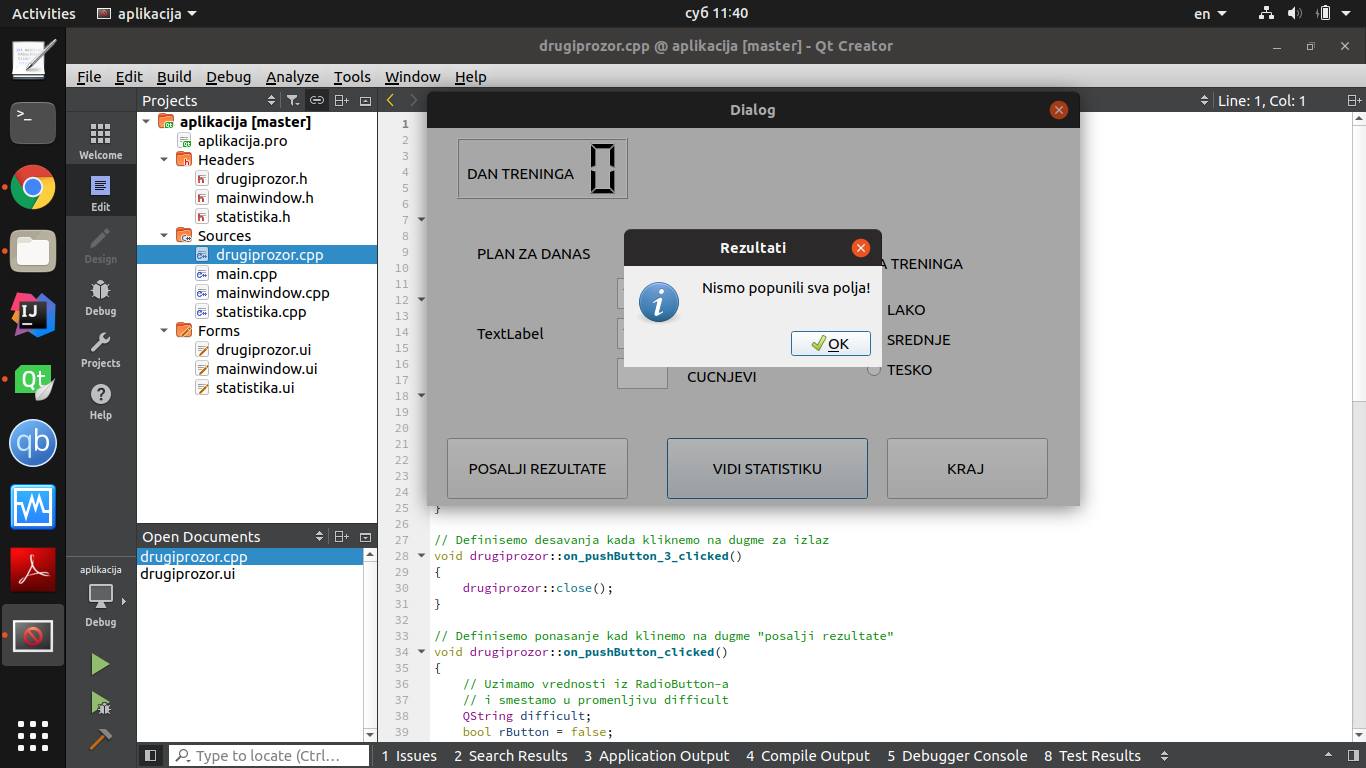 Activities aplikacija суб 11:40 en
drugiprozor.cpp @ aplikacija [master] - Qt Creator
File Edit Build Debug Analyze Tools Window Help
Projects
Line: 1, Col: 1
Welcome
Edit
Design
Debug
Projects
Help
aplikacija
Debug
aplikacija [master]
aplikacija.pro
Headers
drugiprozor.h
mainwindow.h
statistika.h
Sources
drugiprozor.cpp
main.cpp
mainwindow.cpp
statistika.cpp
Forms
drugiprozor.ui
mainwindow.ui
statistika.ui
Open Documents
drugiprozor.cpp
drugiprozor.ui
Dialog
DAN TRENINGA 0
PLAN ZA DANAS
A TRENINGA
TextLabel
LAKO
SREDNJE
TESKO
CUCNJEVI
POSALJI REZULTATE
VIDI STATISTIKU
KRAJ
Rezultati
Nismo popunili sva polja!
OK
1
2
3
4
5
6
7
8
9
10
11
12
13
14
15
16
17
18
19
20
21
22
23
24
25 }
26
27 // Definisemo desavanja kada kliknemo na dugme za izlaz
28 void drugiprozor::on_pushButton_3_clicked()
29 {
30 drugiprozor::close();
31 }
32
33 // Definisemo ponasanje kad klinemo na dugme "posalji rezultate"
34 void drugiprozor::on_pushButton_clicked()
35 {
36 // Uzimamo vrednosti iz RadioButton-a
37 // i smestamo u promenljivu difficult
38 QString difficult;
39 bool rButton = false;
Type to locate (Ctrl...
1 Issues 2 Search Results 3 Application Output 4 Compile Output 5 Debugger Console 8 Test Results